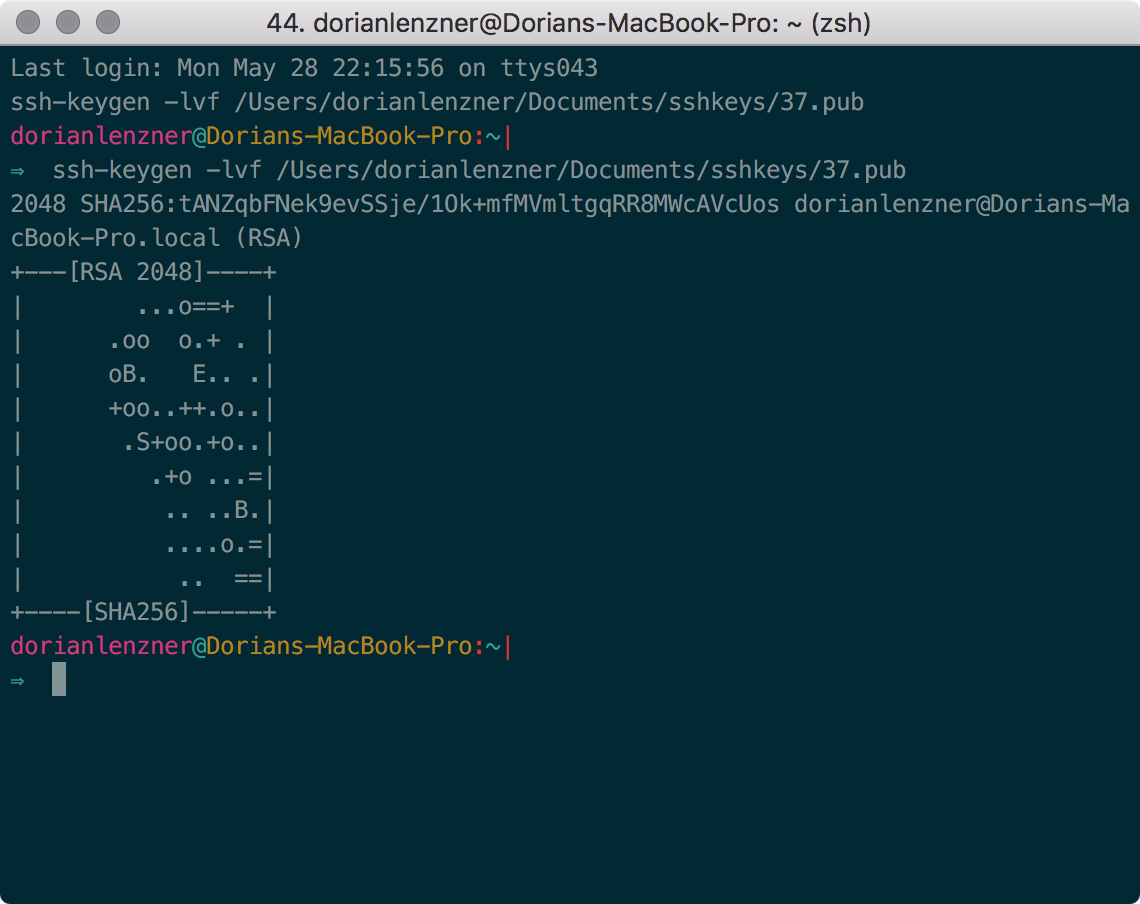 44. dorianlenzner@Dorians-MacBook-Pro: ~ (zsh)
Last login: Mon May 28 22:15:56 on ttys043
ssh-keygen -lvf /Users/dorianlenzner/Documents/sshkeys/37.pub
dorianlenzner@Dorians-MacBook-Pro:~|
⇒  ssh-keygen -lvf /Users/dorianlenzner/Documents/sshkeys/37.pub
2048 SHA256:tANZqbFNek9evSSje/1Ok+mfMVmltgqRR8MWcAVcUos dorianlenzner@Dorians-Ma
cBook-Pro.local (RSA)
+---[RSA 2048]----+
|        ...o==+  |
|      .oo  o.+ . |
|      oB.   E.. .|
|      +oo..++.o..|
|       .S+oo.+o..|
|         .+o ...=|
|          .. ..B.|
|          ....o.=|
|           ..  ==|
+----[SHA256]-----+
dorianlenzner@Dorians-MacBook-Pro:~|
⇒